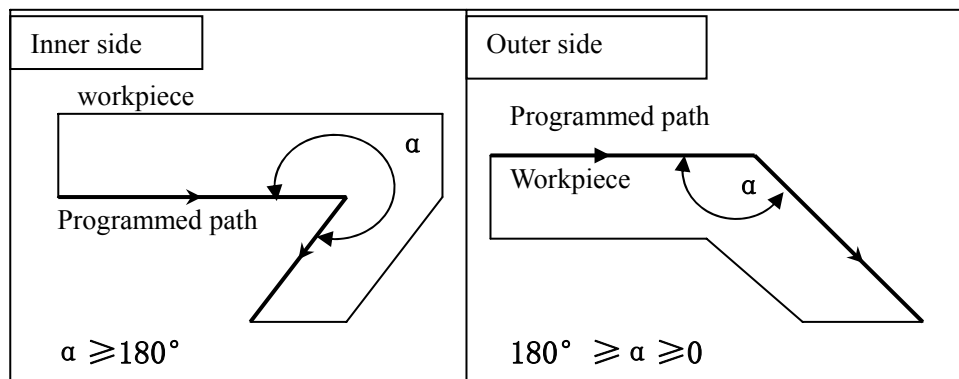 Inner side
workpiece
α
Programmed path
α ≥180°
Outer side
Programmed path
Workpiece
α
180° ≥α≥0